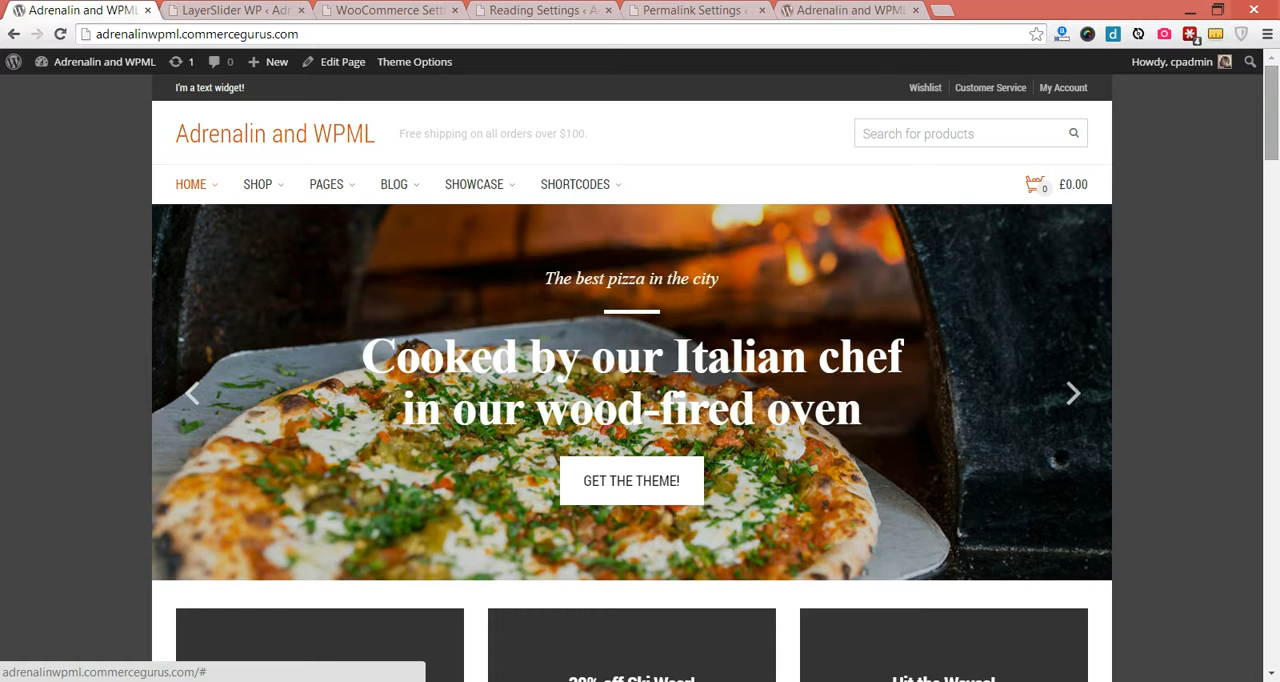 Adrenalin and WPML
LayerSlider WP ‹ Adr
WooCommerce Sett
Reading Settings ‹ A
Permalink Settings ‹
Adrenalin and WPML
adrenalinwpml.commercegurus.com
4
Adrenalin and WPML
1
0
New
Edit Page
Theme Options
Howdy, cpadmin
I'm a text widget!
Wishlist
Customer Service
My Account
Adrenalin and WPML
Free shipping on all orders over $100.
Search for products
HOME
SHOP
PAGES
BLOG
SHOWCASE
SHORTCODES
0
£0.00
The best pizza in the city
Cooked by our Italian chef
in our wood-fired oven
GET THE THEME!
adrenalinwpml.commercegurus.com/#
20% off Ski Wear!
Hit the Waves!